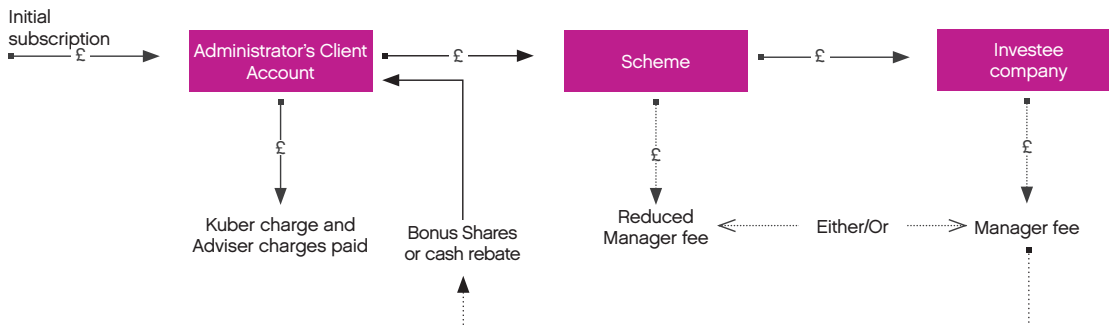 Initial
subscription
£
Administrator's Client
Account
£
Scheme
£
Investee
company
£
£
£
Kuber charge and
Adviser charges paid
Bonus Shares
or cash rebate
Reduced
Manager fee
Either/Or
Manager fee